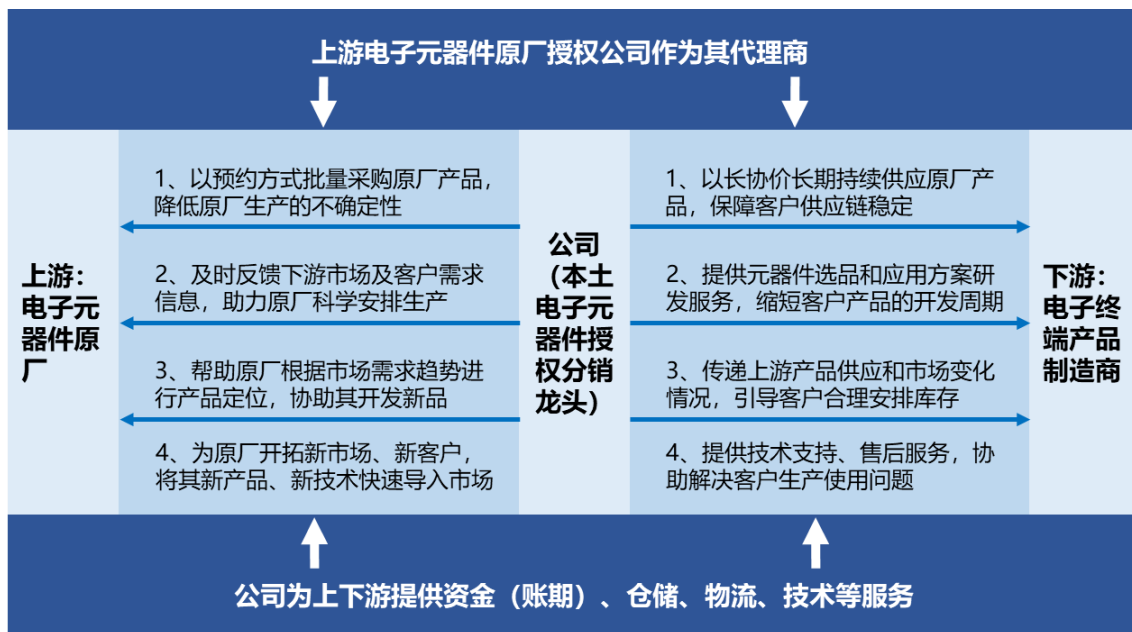 上游电子元器件原厂授权公司作为其代理商
上游：
电子元
器件原
厂
1、以预约方式批量采购原厂产品，
降低原厂生产的不确定性
2、及时反馈下游市场及客户需求
信息，助力原厂科学安排生产
3、帮助原厂根据市场需求趋势进
行产品定位，协助其开发新品
4、为原厂开拓新市场、新客户，
将其新产品、新技术快速导入市场
公司
（本土
电子元
器件授
权分销
龙头）
1、以长协价长期持续供应原厂产
品，保障客户供应链稳定
2、提供元器件选品和应用方案研
发服务，缩短客户产品的开发周期
3、传递上游产品供应和市场变化
情况，引导客户合理安排库存
4、提供技术支持、售后服务，协
助解决客户生产使用问题
下游：
电子终
端产品
制造商
公司为上下游提供资金（账期）、仓储、物流、技术等服务